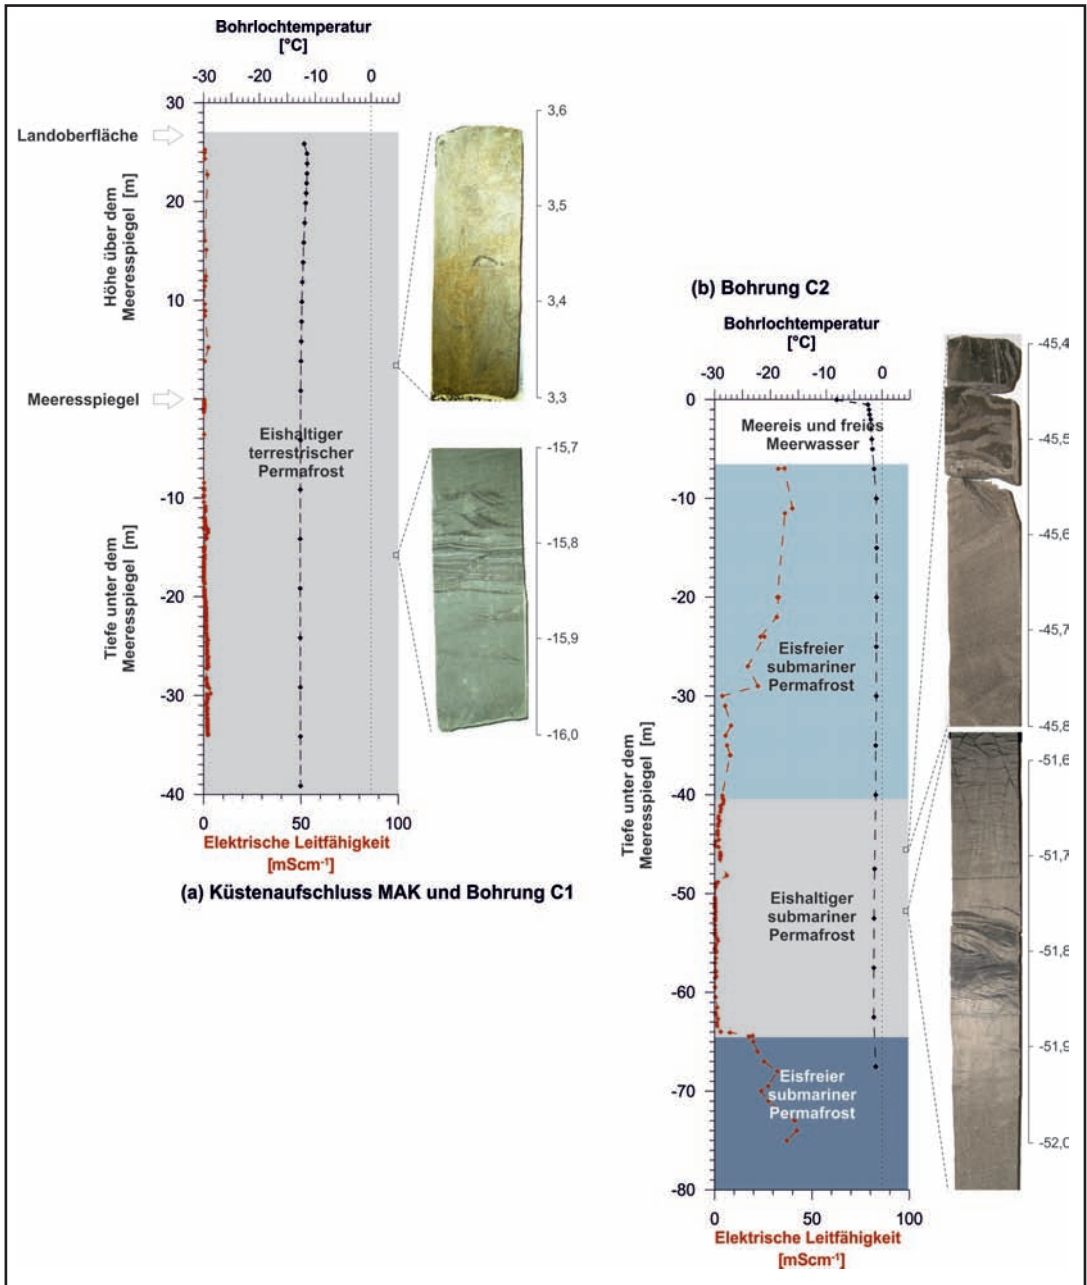 Bohrlochtemperatur
[°C]
-30 -20 -10 0
30
20
10
0
-10
-20
-30
-40
Landoberfläche
Höhe über dem
Meeresspiegel [m]
Meeresspiegel
Tiefe unter dem
Meeresspiegel [m]
Eishaltiger
terrestrischer
Permafrost
0 50 100
Elektrische Leitfähigkeit
[mScm-1]
(a) Küstenaufschluss MAK und Bohrung C1
3,6
3,5
3,4
3,3
-15,7
-15,8
-15,9
-16,0
(b) Bohrung C2
Bohrlochtemperatur
[°C]
-30 -20 -10 0
0
-10
-20
-30
-40
-50
-60
-70
-80
Tiefe unter dem
Meeresspiegel [m]
Meereis und freies
Meerwasser
Eisfreier
submariner
Permafrost
Eishaltiger
submariner
Permafrost
Eisfreier
submariner
Permafrost
0 50 100
Elektrische Leitfähigkeit
[mScm-1]
-45,4
-45,5
-45,6
-45,7
-45,8
-51,6
-51,7
-51,8
-51,9
-52,0